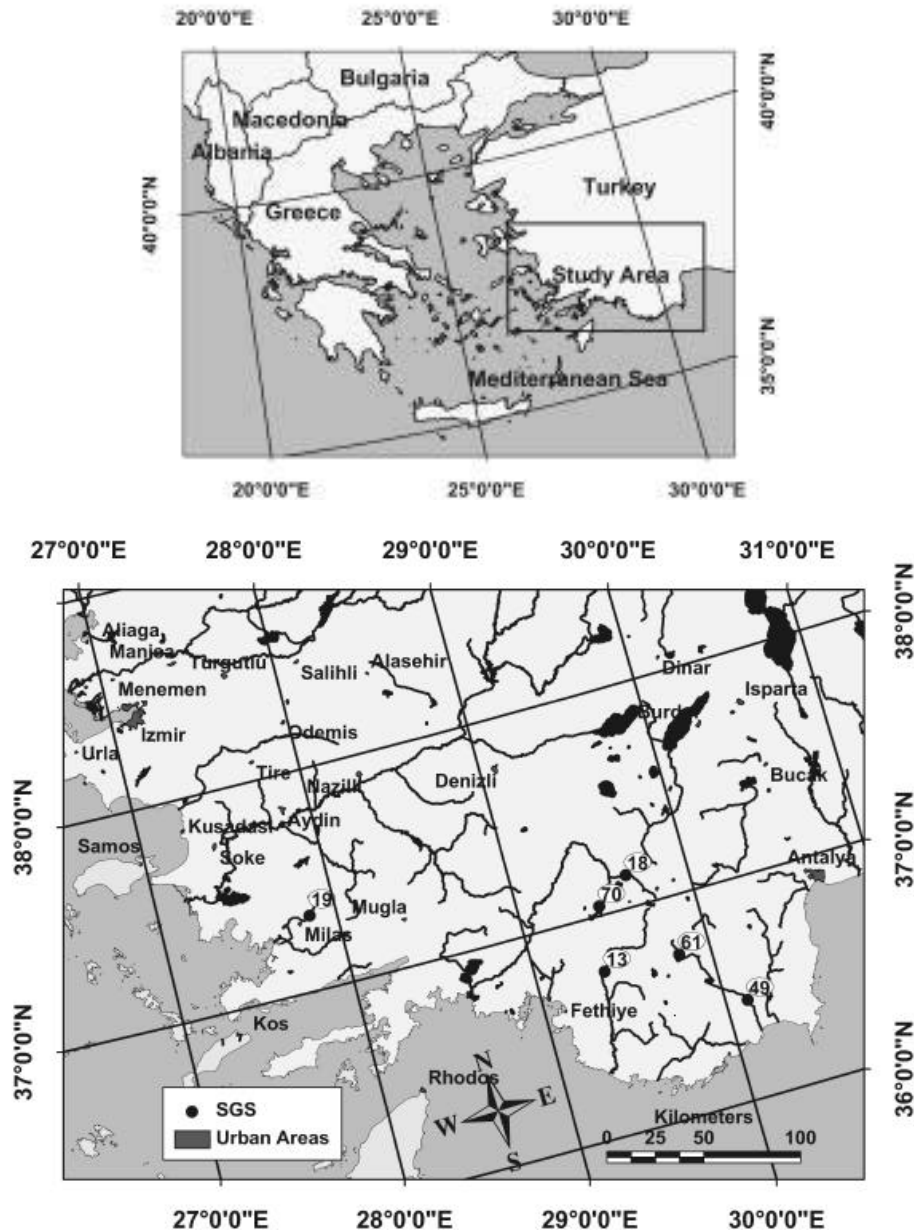 20°0'0"E 25°0'0"E 30°0'0"E
Bulgaria
Macedonia
Albania
Greece
Turkey
Study Area
Mediterranean Sea
40°0'0"N
40°0'0"N
35°0'0"N
20°0'0"E 25°0'0"E 30°0'0"E
27°0'0"E 28°0'0"E 29°0'0"E 30°0'0"E 31°0'0"E
38°0'0"N
Aliaga
Manisa
Turgutlu
Salihli
Alasehir
Dinar
Menemen
Isparta
Izmir
Burdur
Urla
Odemis
Tire
Nazilli
Denizli
Bucak
38°0'0"N
37°0'0"N
Kusadasi
Aydin
Samos
Soke
Antalya
18
70
19
Mugla
Milas
61
13
49
Fethiye
37°0'0"N
36°0'0"N
Kos
Rhodos
N
W E
S
SGS
Urban Areas
Kilometers
0 25 50 100
27°0'0"E 28°0'0"E 29°0'0"E 30°0'0"E